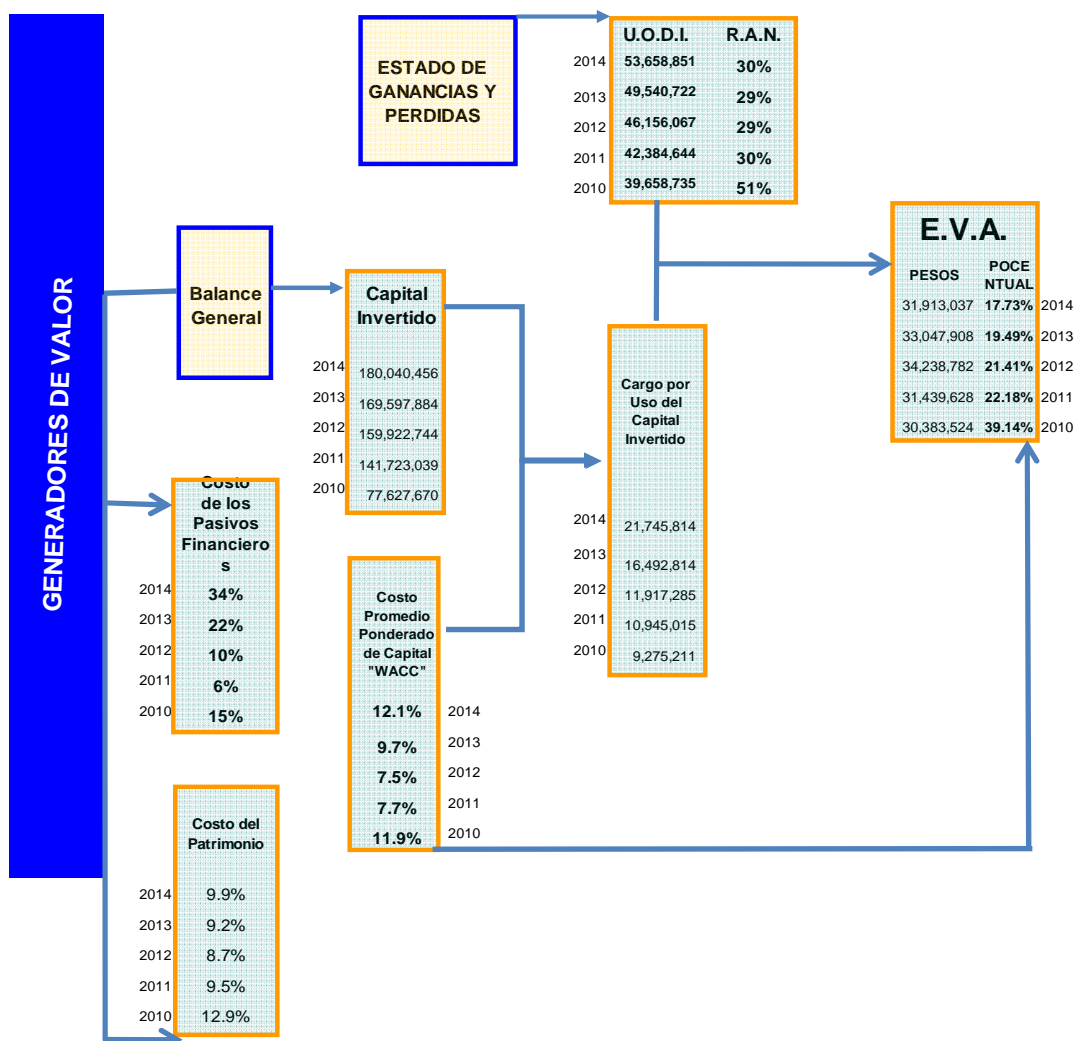 GENERADORES DE VALOR
ESTADO DE
GANANCIAS Y
PERDIDAS
U.O.D.I. R.A.N.
2014 53,658,851 30%
2013 49,540,722 29%
2012 46,156,067 29%
2011 42,384,644 30%
2010 39,658,735 51%
E.V.A.
PESOS POCE
NTUAL
31,913,037 17.73% 2014
33,047,908 19.49% 2013
34,238,782 21.41% 2012
31,439,628 22.18% 2011
30,383,524 39.14% 2010
Balance
General
Capital
Invertido
2014 180,040,456
2013 169,597,884
2012 159,922,744
2011 141,723,039
2010 77,627,670
Cargo por
Uso del
Capital
Invertido
2014 21,745,814
2013 16,492,814
2012 11,917,285
2011 10,945,015
2010 9,275,211
Costo
de los
Pasivos
Financiero
s
2014 34%
2013 22%
2012 10%
2011 6%
2010 15%
Costo
Promedio
Ponderado
de Capital
"WACC"
12.1% 2014
9.7% 2013
7.5% 2012
7.7% 2011
11.9% 2010
Costo del
Patrimonio
2014 9.9%
2013 9.2%
2012 8.7%
2011 9.5%
2010 12.9%